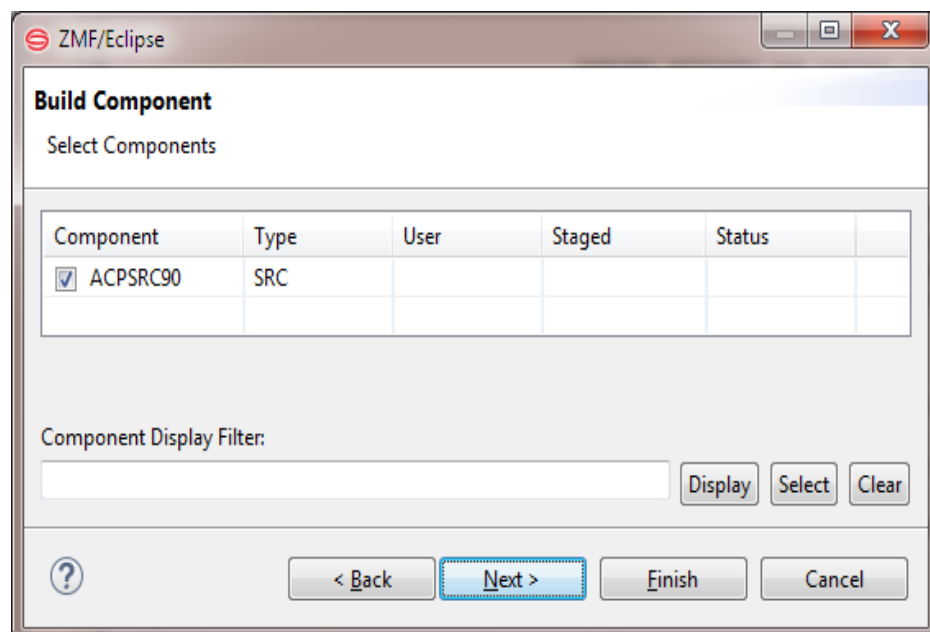 ZMF/Eclipse
Build Component
Select Components
Component Type User Staged Status
ACPSRC90 SRC
Component Display Filter:
Display Select Clear
? < Back Next > Finish Cancel